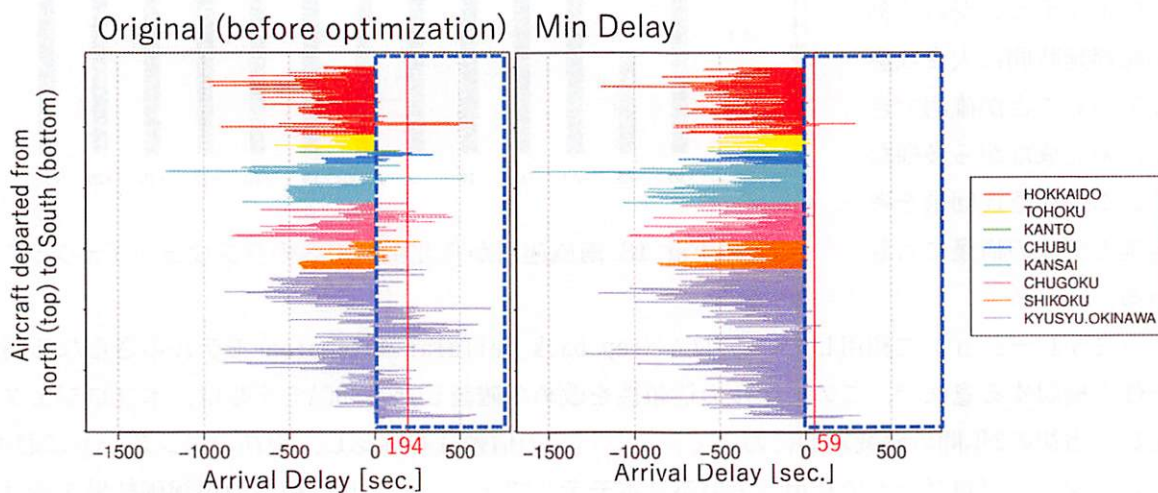 Original (before optimization)
Min Delay
Aircraft departed from
north (top) to South (bottom)
-1500
-1000
-500
0
194
500
Arrival Delay [sec.]
-1500
-1000
-500
0
59
500
Arrival Delay [sec.]
HOKKAIDO
TOHOKU
KANTO
CHUBU
KANSAI
CHUGOKU
SHIKOKU
KYUSYU.OKINAWA